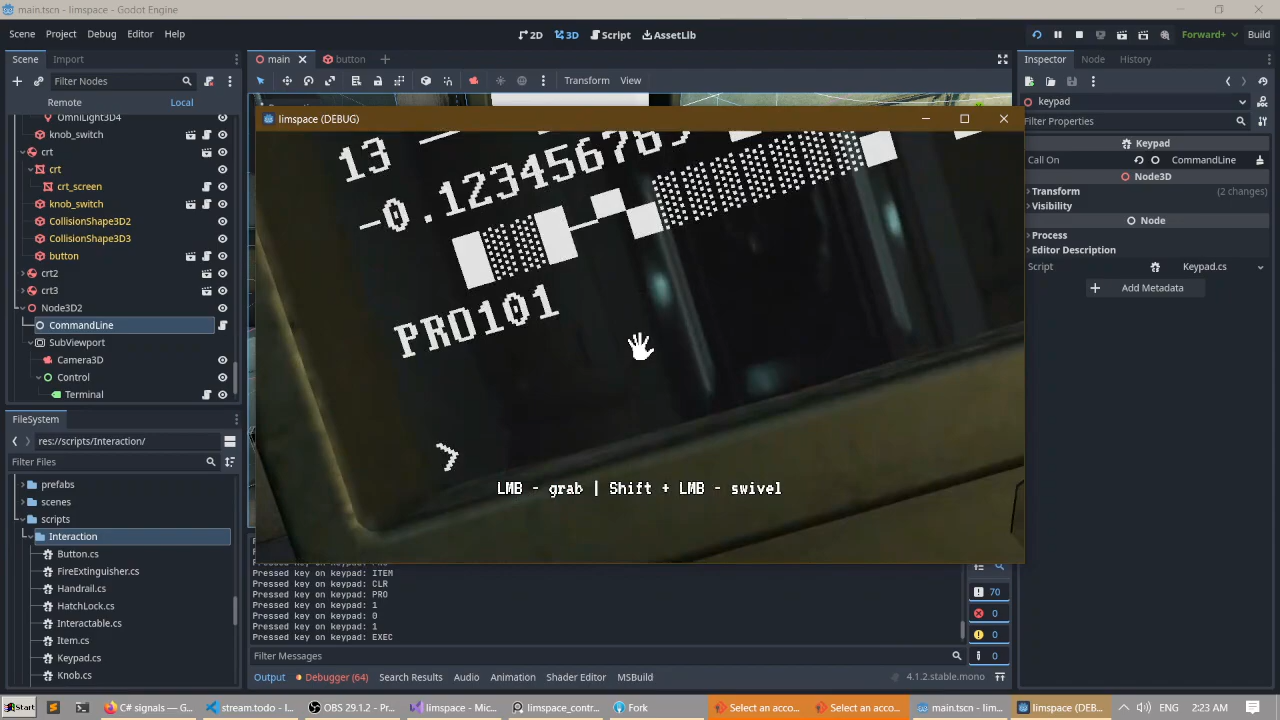 main.tscn - limspace - Godot Engine
Scene Project Debug Editor Help
2D 3D Script AssetLib
Forward+
Build
Scene Import
main
button
Inspector Node History
Filter Nodes
Transform View
Remote Local
keypad
Filter Properties
OmniLight3D4
knob_switch
crt
crt
crt_screen
knob_switch
CollisionShape3D2
CollisionShape3D3
button
crt2
crt3
Node3D2
CommandLine
SubViewport
Camera3D
Control
Terminal
Keypad
Call On
CommandLine
Node3D
Transform
(2 changes)
Visibility
Node
Process
Editor Description
Script
Keypad.cs
Add Metadata
limspace (DEBUG)
13
-0.123456789
PRO101
>
LMB - grab | Shift + LMB - swivel
FileSystem
res://scripts/Interaction/
Filter Files
prefabs
scenes
scripts
Interaction
Button.cs
FireExtinguisher.cs
Handrail.cs
HatchLock.cs
Interactable.cs
Item.cs
Keypad.cs
Knob.cs
Pressed key on keypad: ITEM
Pressed key on keypad: CLR
Pressed key on keypad: PRO
Pressed key on keypad: 1
Pressed key on keypad: 0
Pressed key on keypad: 1
Pressed key on keypad: EXEC
70
0
0
0
Filter Messages
Output Debugger (64) Search Results Audio Animation Shader Editor MSBuild
4.1.2.stable.mono
Start
C# signals — G...
stream.todo - li...
OBS 29.1.2 - Pr...
limspace - Mic...
limspace_contr...
Fork
Select an acco...
Select an acco...
main.tscn - lim...
limspace (DEB...
ENG
2:23 AM